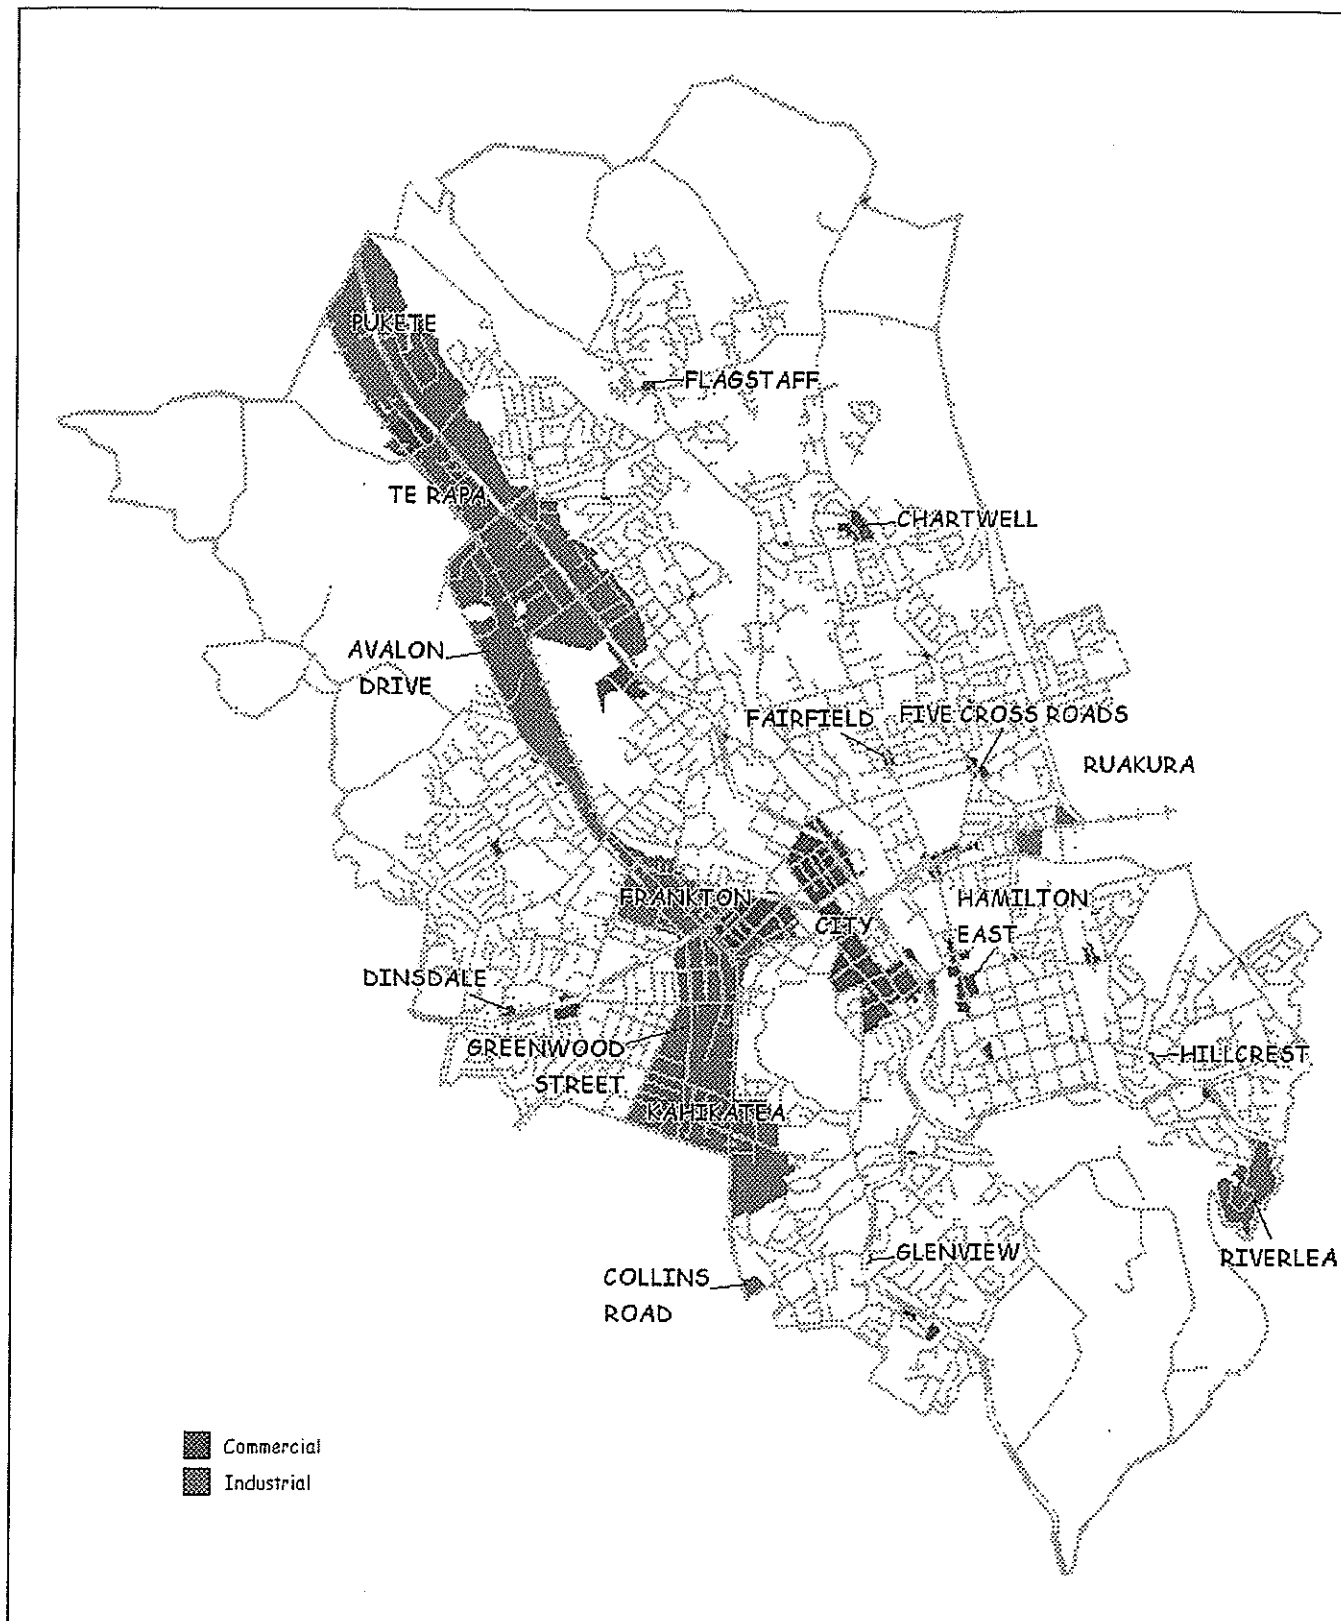 PUKETE
FLAGSTAFF
TE RAPA
CHARTWELL
AVALON
DRIVE
FAIRFIELD
FIVE CROSS ROADS
RUAKURA
FRANKTON
CITY
HAMILTON
EAST
DINSDALE
GREENWOOD
STREET
HILLCREST
KAHIKATEA
GLENVIEW
RIVERLEA
COLLINS
ROAD
Commercial
Industrial